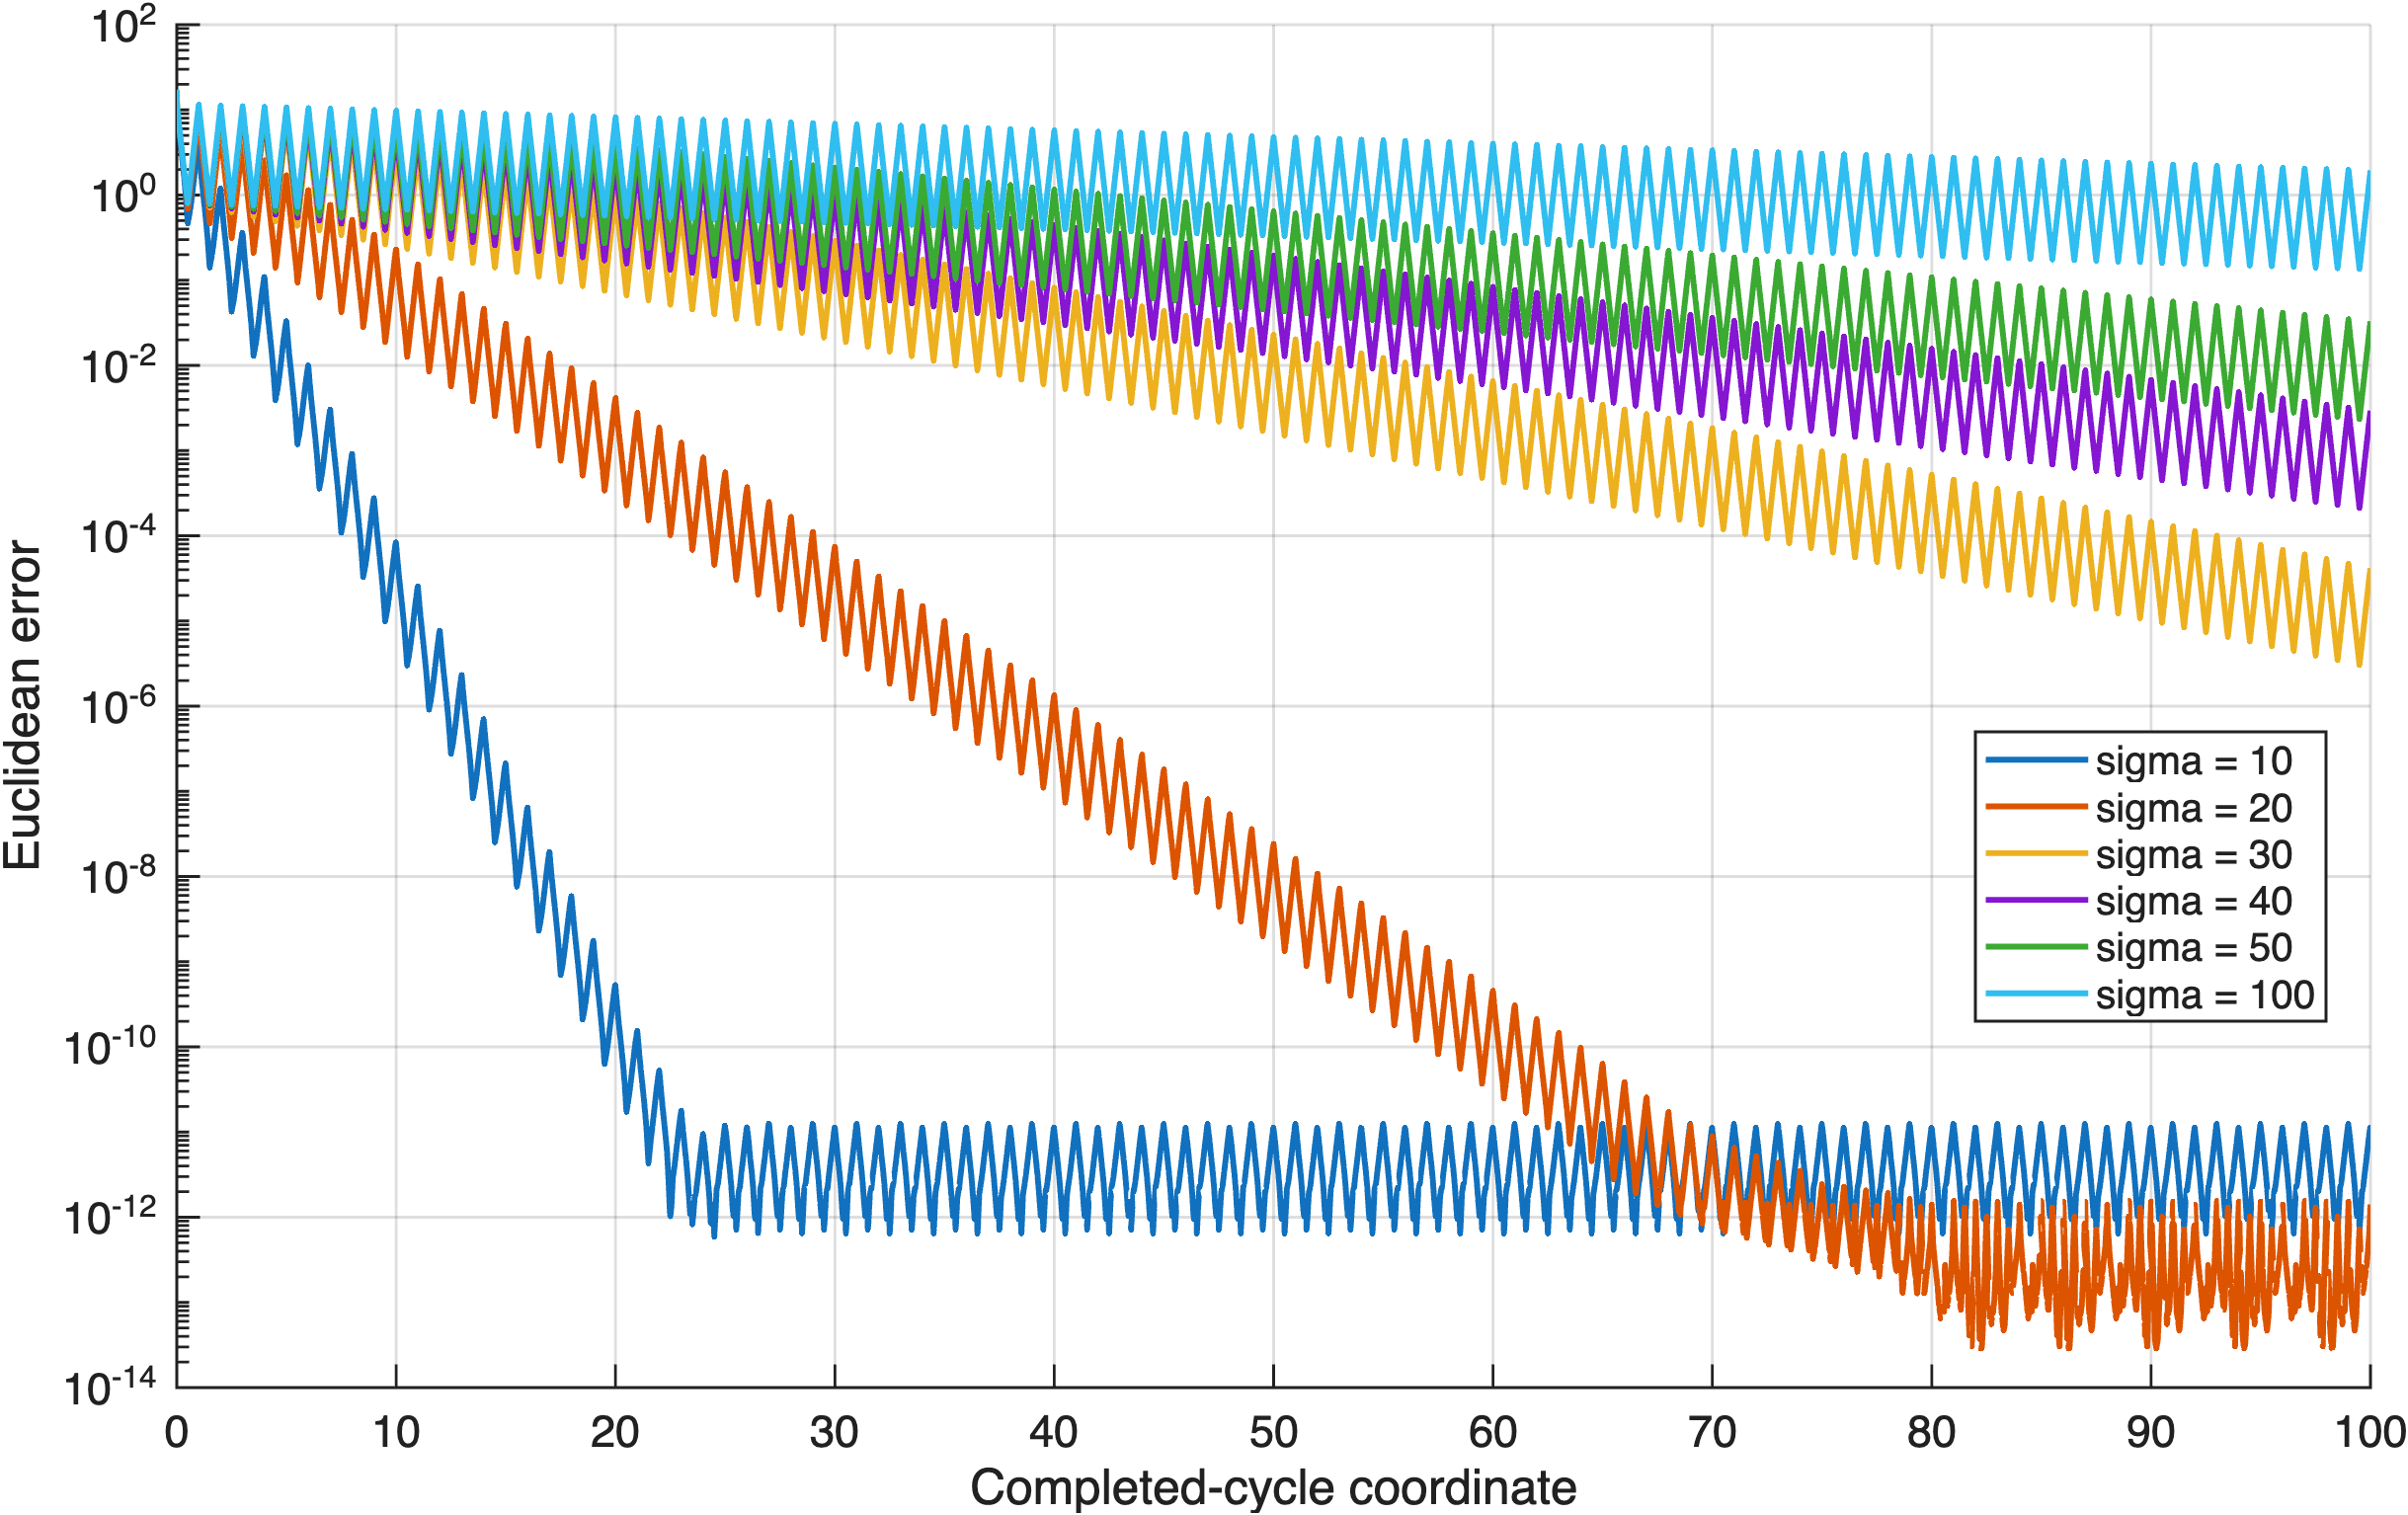 10^2
10^0
10^-2
10^-4
10^-6
10^-8
10^-10
10^-12
10^-14
Euclidean error
sigma = 10
sigma = 20
sigma = 30
sigma = 40
sigma = 50
sigma = 100
0 10 20 30 40 50 60 70 80 90 100
Completed-cycle coordinate